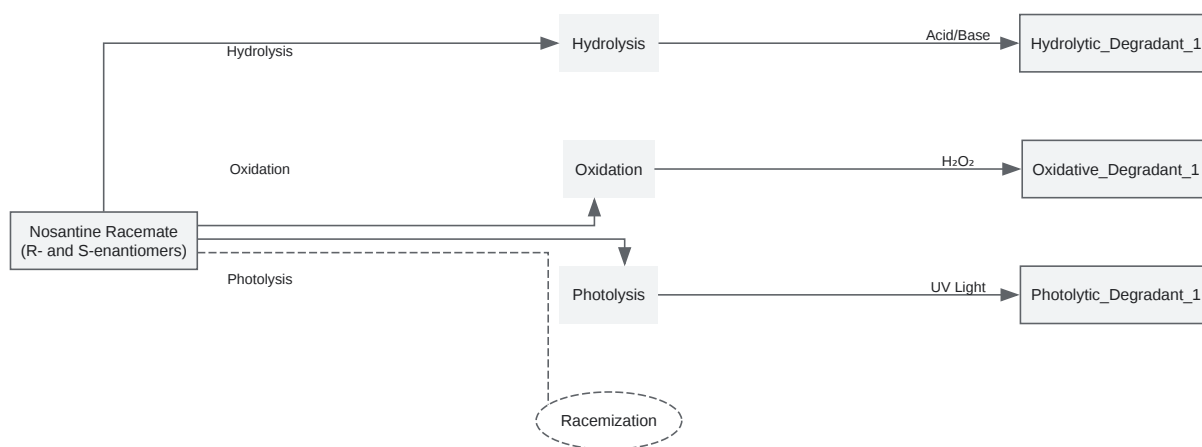 Hydrolysis
Hydrolysis
Acid/Base
Hydrolytic_Degradant_1
Oxidation
Oxidation
H₂O₂
Oxidative_Degradant_1
Nosantine Racemate
(R- and S-enantiomers)
Photolysis
Photolysis
UV Light
Photolytic_Degradant_1
Racemization